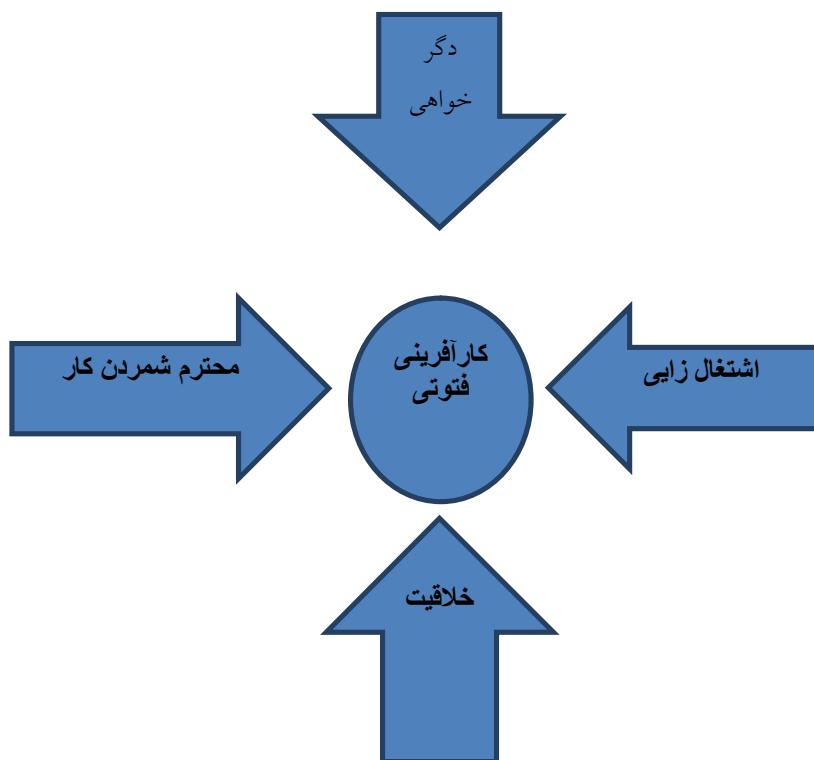 دگر
خواهی
کارآفرینی
فتوتی
محترم شمردن کار
اشتغال زایی
خلاقیت